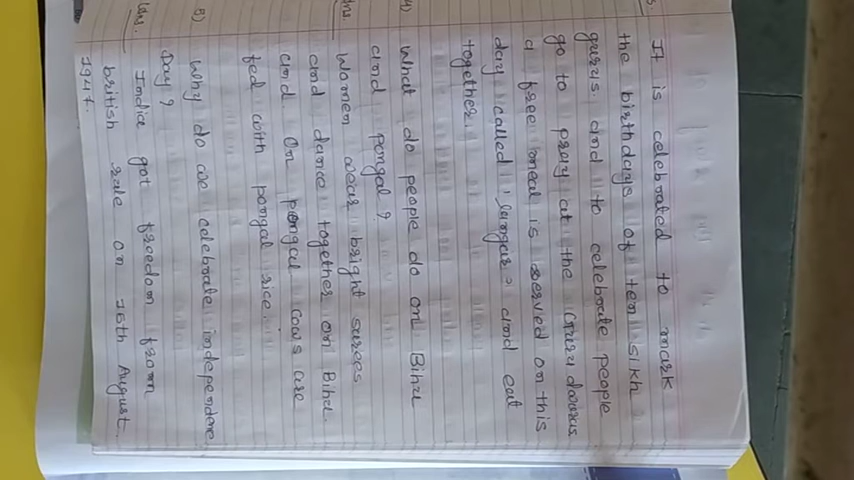 It is celebrated to mark
the birthdays of ten sikh
gurus. and to celebrate people
go to pray at the Gurudwaras
a free meal is served on this
day called 'langar' and eat
together.
4) What do people do on Bihu
and pongal?
Ans. Women wear bright sarees
and dance together on Bihu.
and. On pongal cows are
fed with pongal rice.
5) Why do we celebrate independene
Day?
Ans. India got freedom from
british rule on 15th August
1947.